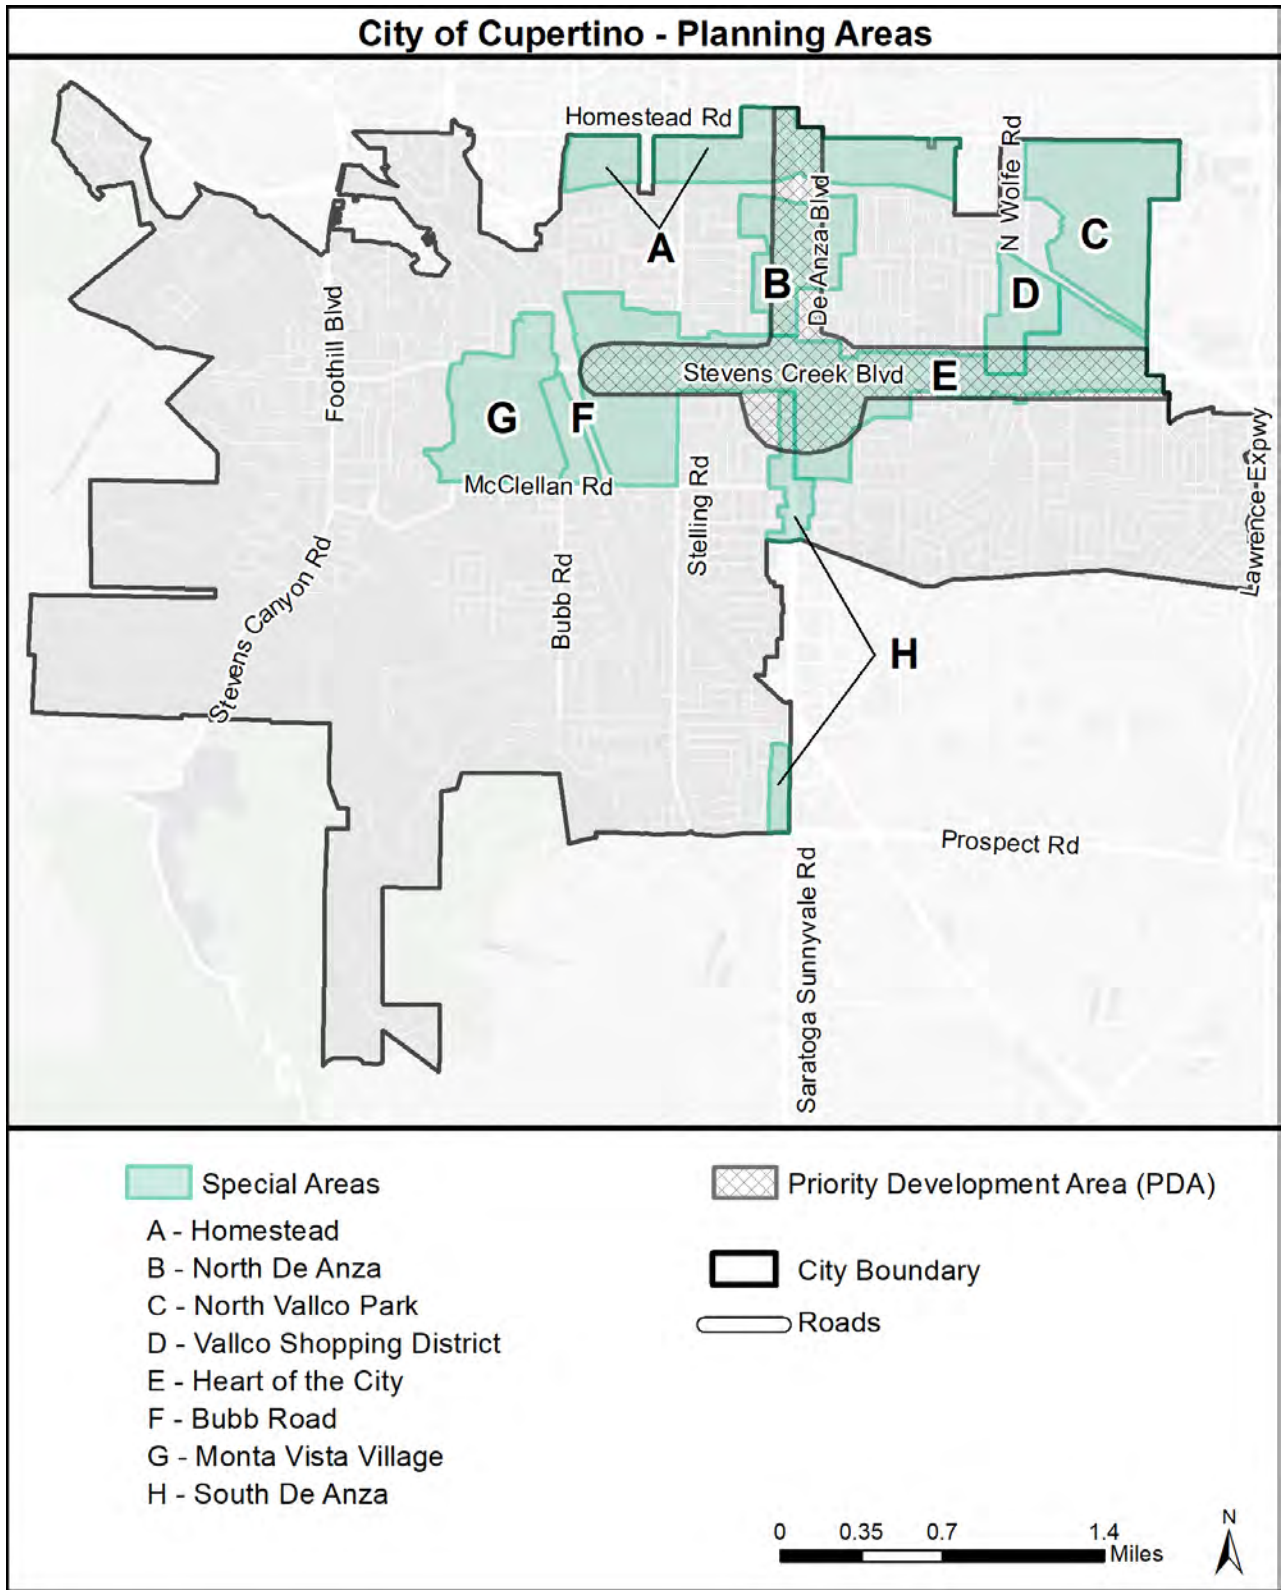 City of Cupertino - Planning Areas
Homestead Rd
N Wolfe Rd
De Anza Blvd
A
B
C
D
Foothill Blvd
Stevens Creek Blvd
E
G
F
McClellan Rd
Stelling Rd
Lawrence Expwy
Stevens Canyon Rd
Bubb Rd
H
Prospect Rd
Saratoga Sunnyvale Rd
Special Areas
A - Homestead
B - North De Anza
C - North Vallco Park
D - Vallco Shopping District
E - Heart of the City
F - Bubb Road
G - Monta Vista Village
H - South De Anza
Priority Development Area (PDA)
City Boundary
Roads
0 0.35 0.7 1.4
Miles
N